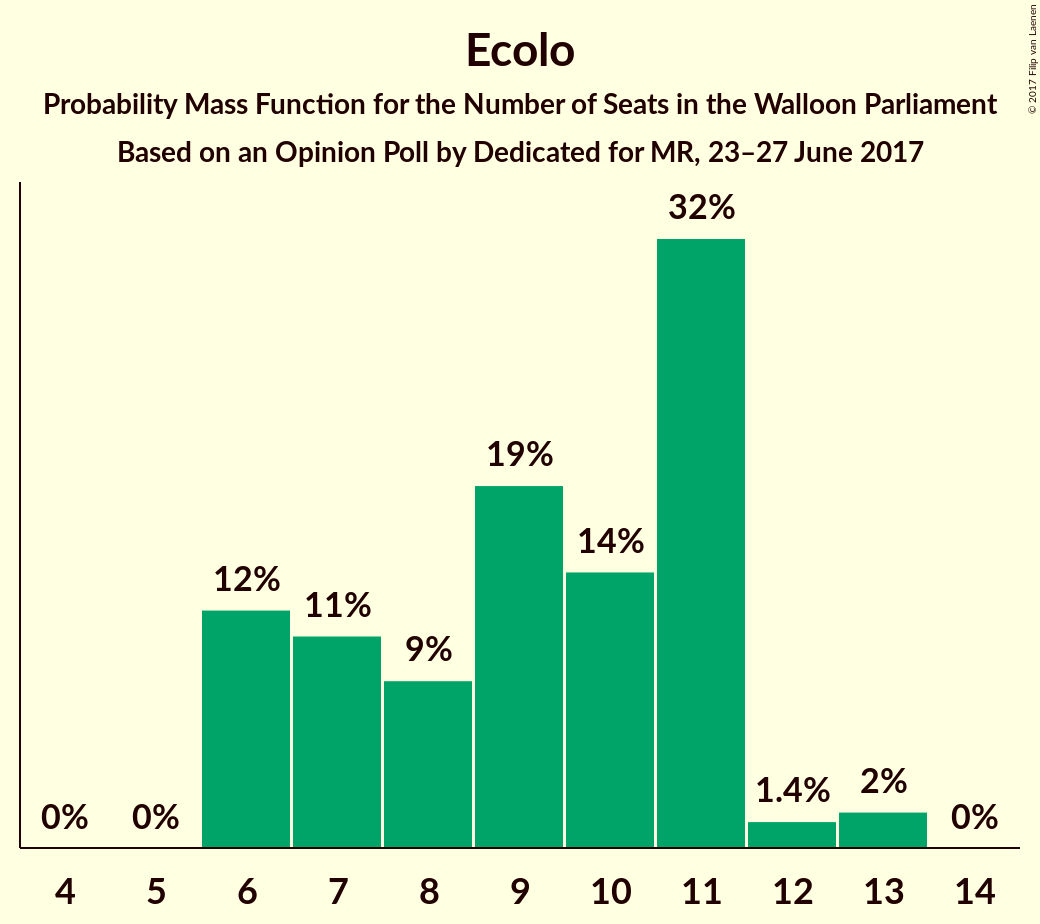 Ecolo
Probability Mass Function for the Number of Seats in the Walloon Parliament
Based on an Opinion Poll by Dedicated for MR, 23–27 June 2017
© 2017 Filip van Laenen
0% 0% 12% 11% 9% 19% 14% 32% 1.4% 2% 0%
4 5 6 7 8 9 10 11 12 13 14